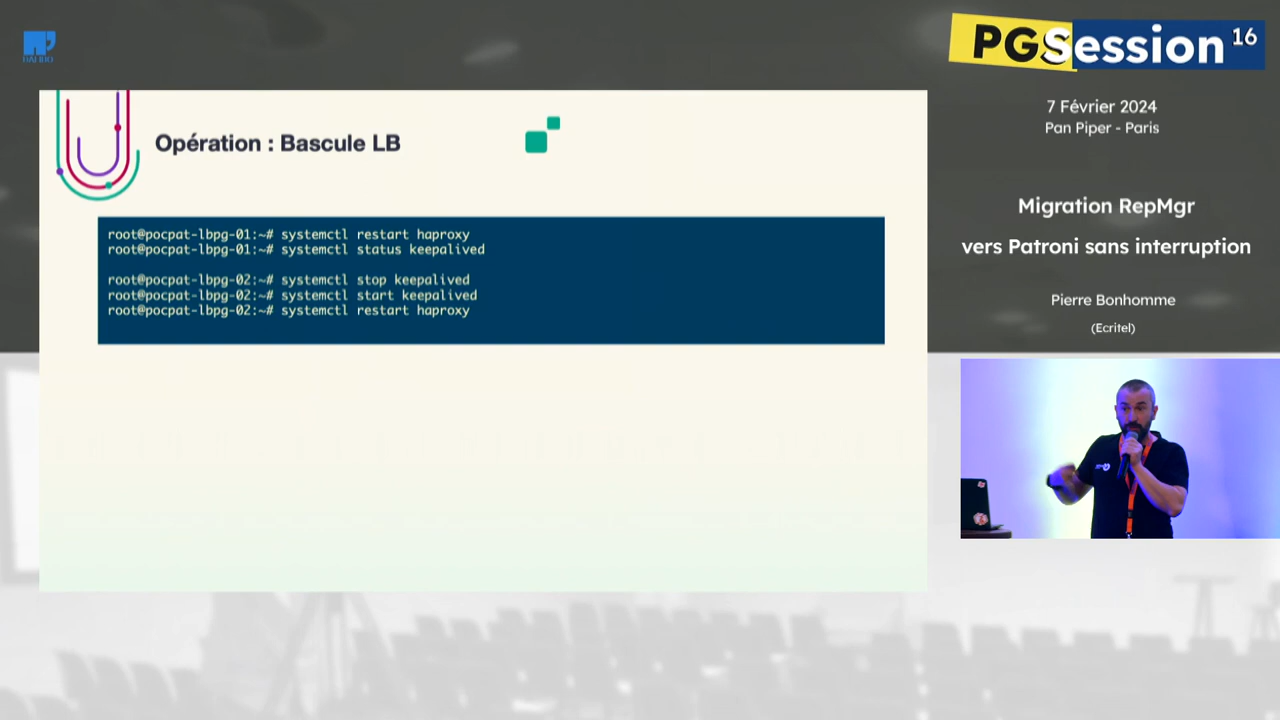 PGSession 16
7 Février 2024
Pan Piper - Paris
Migration RepMgr
vers Patroni sans interruption
Pierre Bonhomme
(Ecritel)
Opération : Bascule LB
root@pocpat-lbpg-01:~# systemctl restart haproxy
root@pocpat-lbpg-01:~# systemctl status keepalived
root@pocpat-lbpg-02:~# systemctl stop keepalived
root@pocpat-lbpg-02:~# systemctl start keepalived
root@pocpat-lbpg-02:~# systemctl restart haproxy